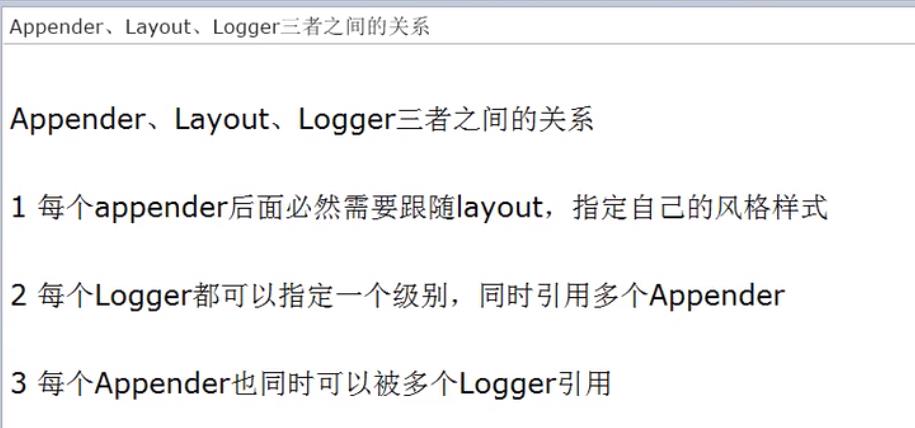 Appender、Layout、Logger三者之间的关系
Appender、Layout、Logger三者之间的关系
1 每个appender后面必然需要跟随layout，指定自己的风格样式
2 每个Logger都可以指定一个级别，同时引用多个Appender
3 每个Appender也同时可以被多个Logger引用